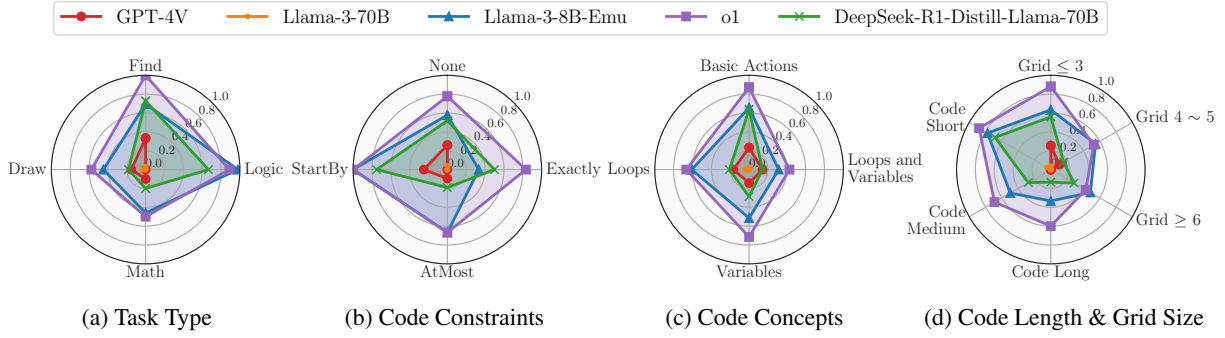 GPT-4V Llama-3-70B Llama-3-8B-Emu o1 DeepSeek-R1-Distill-Llama-70B
Find
Logic
Draw
Math
0.0
0.2
0.4
0.6
0.8
1.0
(a) Task Type
None
Exactly
StartBy
AtMost
0.0
0.2
0.4
0.6
0.8
1.0
(b) Code Constraints
Basic Actions
Loops and
Variables
Loops
Variables
0.0
0.2
0.4
0.6
0.8
1.0
(c) Code Concepts
Grid ≤ 3
Grid 4 ∼ 5
Grid ≥ 6
Code Long
Code
Medium
Code
Short
0.0
0.2
0.4
0.6
0.8
1.0
(d) Code Length & Grid Size